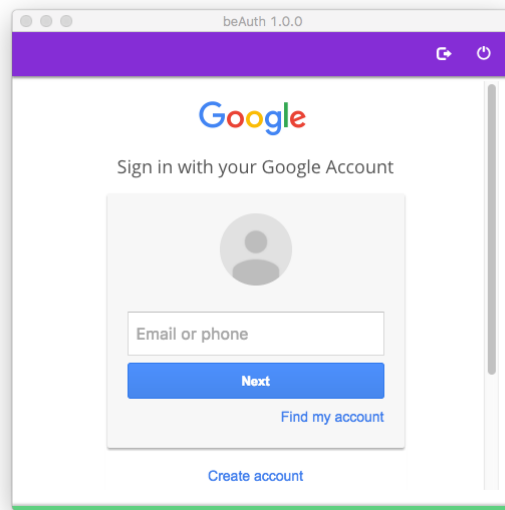 beAuth 1.0.0
Google
Sign in with your Google Account
Email or phone
Next
Find my account
Create account